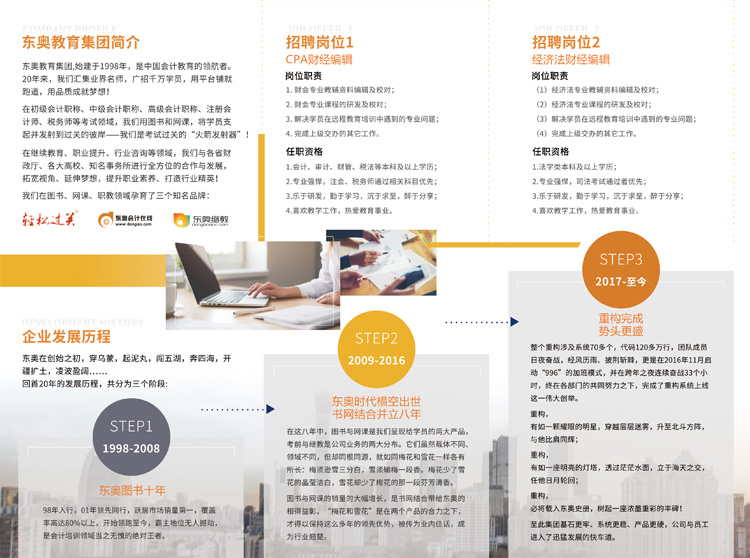 COMPANY PROFILE
东奥教育集团简介
东奥教育集团,始建于1998年，是中国会计教育的领航者。
20年来，我们汇集业界名师，广招千万学员，用平台铺就
跑道，用品质成就梦想！
在初级会计职称、中级会计职称、高级会计职称、注册会
计师、税务师等考试领域，我们用图书和网课，将学员支
起并发射到过关的彼岸——我们是考试过关的“火箭发射器”！
在继续教育、职业提升、行业咨询等领域，我们与各省财
政厅、各大高校、知名事务所进行全方位的合作与发展，
拓宽视角、延伸梦想，提升职业素养、打造行业精英！
我们在图书、网课、职教领域孕育了三个知名品牌：
轻松过关
东奥会计在线
www.dongao.com
东奥继教
dongaoacc.com
JOB OFFER 1
招聘岗位1
CPA财经编辑
岗位职责
1. 财会专业教辅资料编辑及校对；
2. 财会专业课程的研发及校对；
3. 解决学员在远程教育培训中遇到的专业问题；
4. 完成上级交办的其它工作。
任职资格
1.会计、审计、财管、税法等本科及以上学历；
2.专业强悍，注会、税务师通过相关科目优先；
3.乐于研发，勤于学习，沉于求至，醉于分享；
4.喜欢教学工作，热爱教育事业。
JOB OFFER 2
招聘岗位2
经济法财经编辑
岗位职责
（1）经济法专业教辅资料编辑及校对；
（2）经济法专业课程的研发及校对；
（3）解决学员在远程教育培训中遇到的专业问题；
（4）完成上级交办的其它工作。
任职资格
1.法学类本科及以上学历；
2.专业强悍，司法考试通过者优先；
3.乐于研发，勤于学习，沉于求至，醉于分享；
4.喜欢教学工作，热爱教育事业。
DEVELOPMENT HISTORY
企业发展历程
东奥在创始之初，穿乌蒙，起泥丸，闯五湖，奔四海，开
疆扩土，凌波盈阔……
回首20年的发展历程，共分为三个阶段:
STEP1
1998-2008
东奥图书十年
98年入行，01年领先同行，跃居市场销量第一，覆盖
率高达80%以上，开始领跑至今，霸主地位无人撼动，
是会计培训领域当之无愧的绝对王者。
STEP2
2009-2016
东奥时代横空出世
书网结合并立八年
在这八年中，图书与网课是我们呈现给学员的两大产品，
考前与继教是公司业务的两大分布。它们虽然载体不同、
领域不同，但却同根同源，就如同梅花和雪花一样各有
所长：梅须逊雪三分白，雪须输梅一段香。梅花少了雪
花的晶莹洁白，雪花却少了梅花的那一段芬芳清香。
图书与网课的销量的大幅增长，是书网结合带给东奥的
相得益彰。“梅花和雪花”是在两个产品的合力之下，
才得以保持这么多年的领先优势，被传为业内佳话，成
为行业翘楚。
STEP3
2017-至今
重构完成
势头更盛
整个重构涉及系统70多个，代码120多万行，团队成员
日夜奋战，经风历雨、披荆斩棘，更是在2016年11月启
动“996”的加班模式，并在跨年之夜连续奋战33个小
时，终在各部门的共同努力之下，完成了重构系统上线
这一伟大创举。
重构，
有如一颗耀眼的明星，穿越层层迷雾，升至北斗方阵，
与他比肩同辉；
重构，
有如一座明亮的灯塔，透过茫茫水面，立于海天之交，
任他日月轮回；
重构，
必将载入东奥史册，树起一座浓墨重彩的丰碑！
至此集团基石更牢、系统更稳、产品更硬，公司与员工
进入了迅猛发展的快车道。